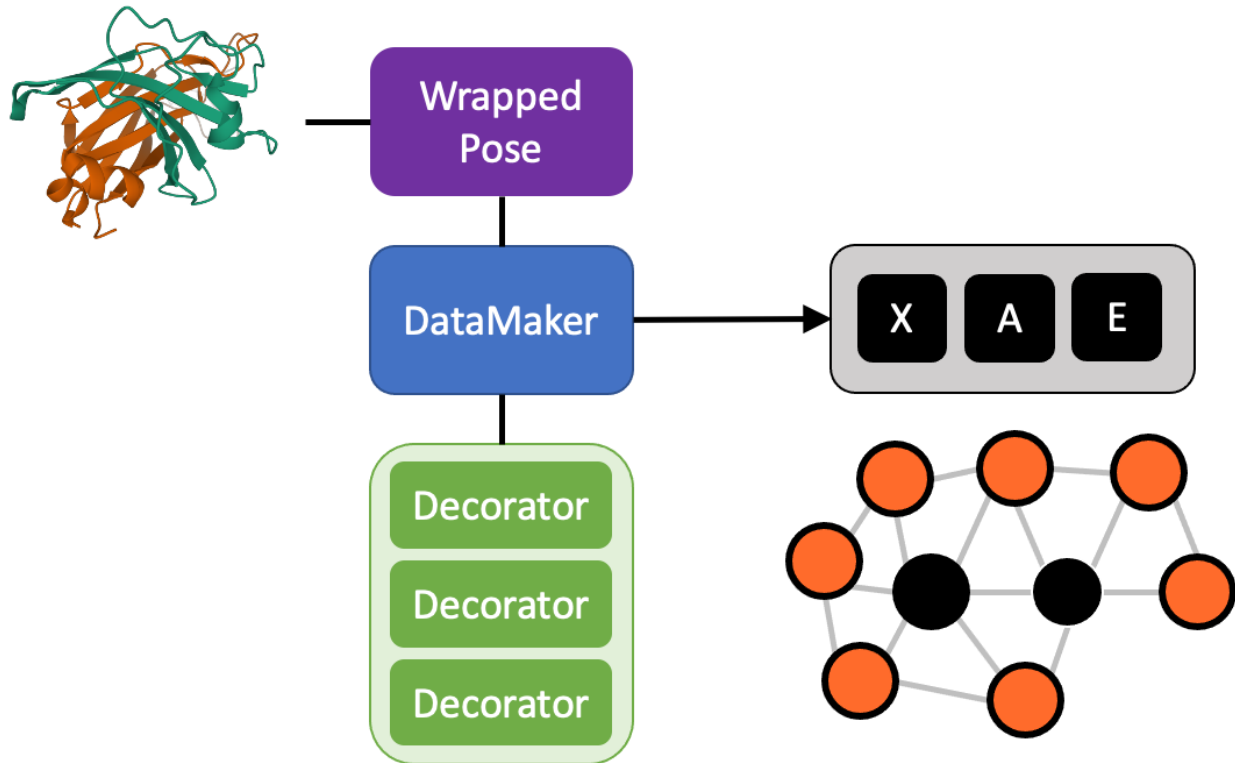 Wrapped
Pose
DataMaker
X A E
Decorator
Decorator
Decorator